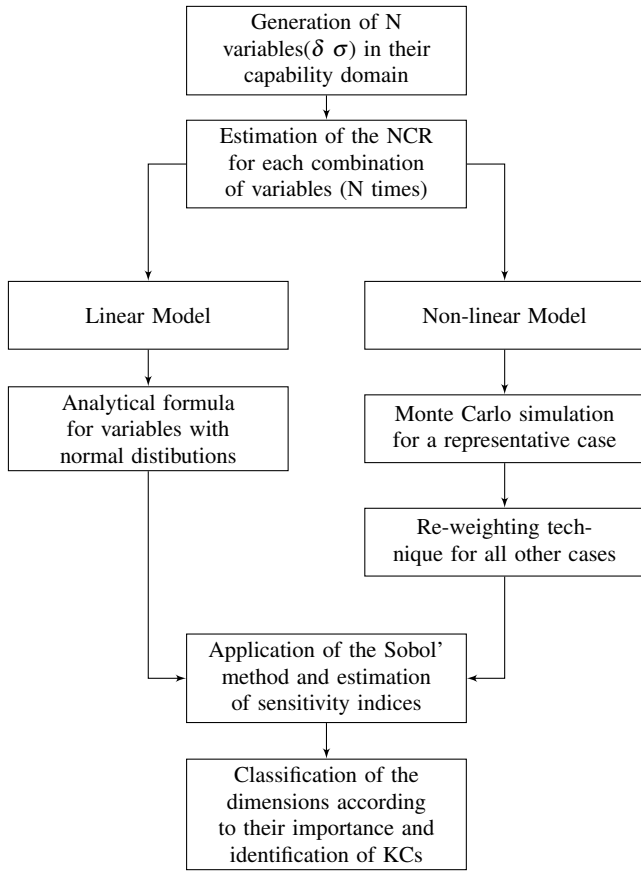 Generation of N
variables(δ σ) in their
capability domain
Estimation of the NCR
for each combination
of variables (N times)
Linear Model
Non-linear Model
Analytical formula
for variables with
normal distibutions
Monte Carlo simulation
for a representative case
Re-weighting tech-
nique for all other cases
Application of the Sobol’
method and estimation
of sensitivity indices
Classification of the
dimensions according
to their importance and
identification of KCs